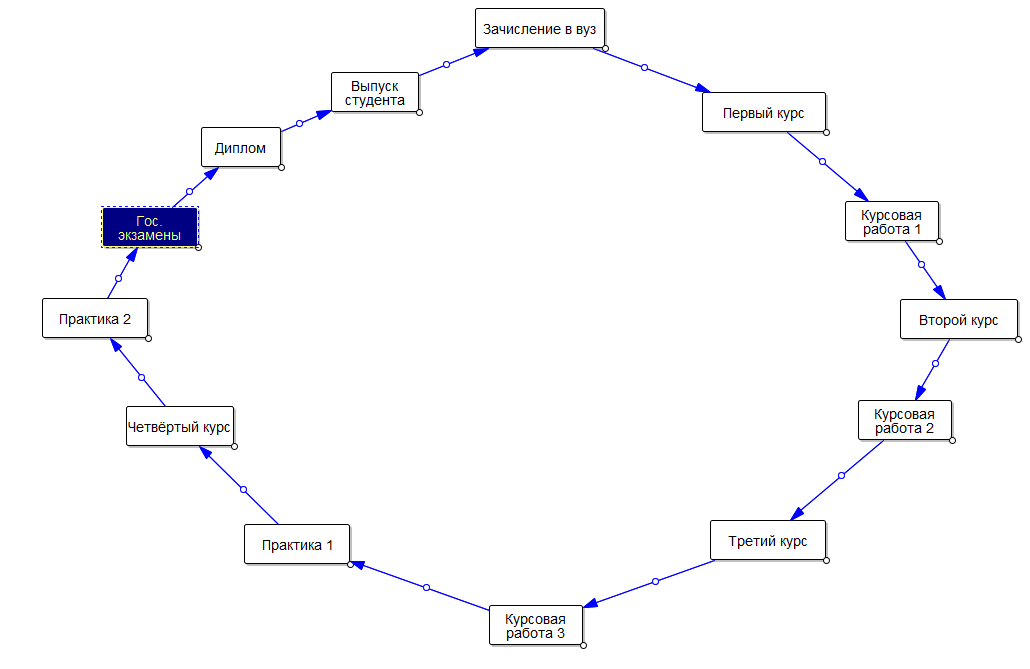 Зачисление в вуз
Первый курс
Курсовая
работа 1
Второй курс
Курсовая
работа 2
Третий курс
Курсовая
работа 3
Практика 1
Четвёртый курс
Практика 2
Гос.
экзамены
Диплом
Выпуск
студента